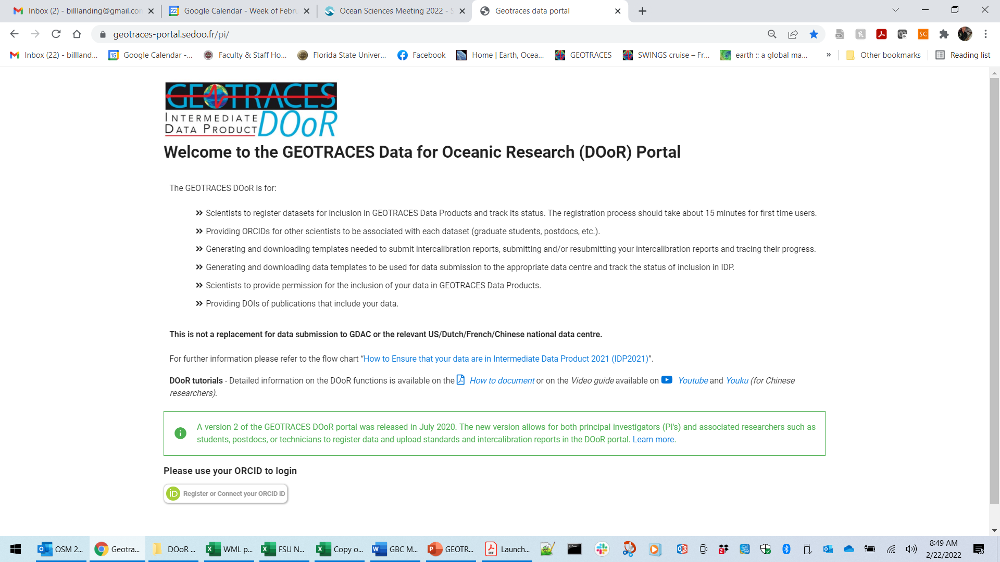 Inbox (22) - billlanding@gmail.con
Google Calendar - Week of Febru
Ocean Sciences Meeting 2022 - S
Geotraces data portal
geotraces-portal.sedoo.fr/pi/
Inbox (22) - billland...
Google Calendar -...
Faculty & Staff Ho...
Florida State Univer...
Facebook
Home | Earth, Ocea...
GEOTRACES
SWINGS cruise – Fr...
earth :: a global ma...
»
Other bookmarks
Reading list
GEOTRACES
INTERMEDIATE
DATA PRODUCT
DOoR
Welcome to the GEOTRACES Data for Oceanic Research (DOoR) Portal
The GEOTRACES DOoR is for:
Scientists to register datasets for inclusion in GEOTRACES Data Products and track its status. The registration process should take about 15 minutes for first time users.
Providing ORCIDs for other scientists to be associated with each dataset (graduate students, postdocs, etc.).
Generating and downloading templates needed to submit intercalibration reports, submitting and/or resubmitting your intercalibration reports and tracing their progress.
Generating and downloading data templates to be used for data submission to the appropriate data centre and track the status of inclusion in IDP.
Scientists to provide permission for the inclusion of your data in GEOTRACES Data Products.
Providing DOIs of publications that include your data.
This is not a replacement for data submission to GDAC or the relevant US/Dutch/French/Chinese national data centre.
For further information please refer to the flow chart “How to Ensure that your data are in Intermediate Data Product 2021 (IDP2021)”.
DOoR tutorials - Detailed information on the DOoR functions is available on the How to document or on the Video guide available on Youtube and Youku (for Chinese
researchers).
A version 2 of the GEOTRACES DOoR portal was released in July 2020. The new version allows for both principal investigators (PI's) and associated researchers such as
students, postdocs, or technicians to register data and upload standards and intercalibration reports in the DOoR portal. Learn more.
Please use your ORCID to login
iD Register or Connect your ORCID iD
OSM 2...
Geotra...
DOoR ...
WML p...
FSU N...
Copy o...
GBC M...
GEOTR...
Launch...
8:49 AM
2/22/2022